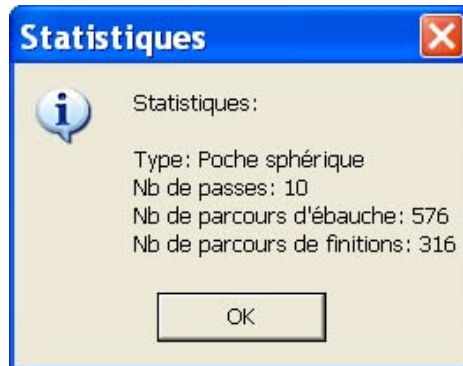 Statistiques
Statistiques:
Type: Poche sphérique
Nb de passes: 10
Nb de parcours d'ébauche: 576
Nb de parcours de finitions: 316
OK